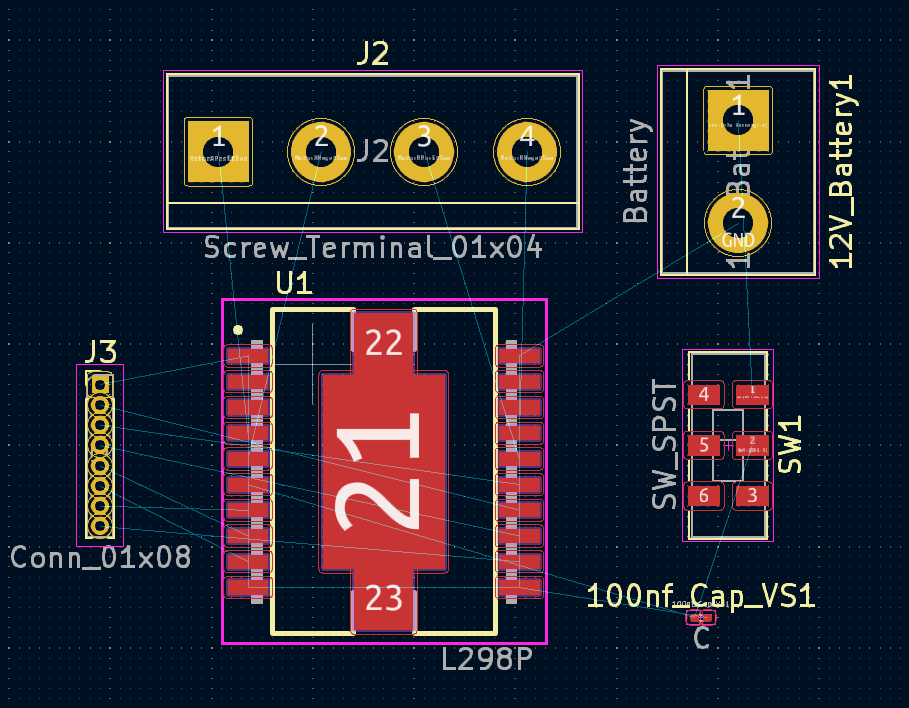 J2
1
2
3
4
J2
Screw_Terminal_01x04
1
2
GND
Battery
12V_Battery1
U1
22
21
23
L298P
J3
Conn_01x08
4
1
5
2
6
3
SW_SPST
SW1
100nf_Cap_VS1
C